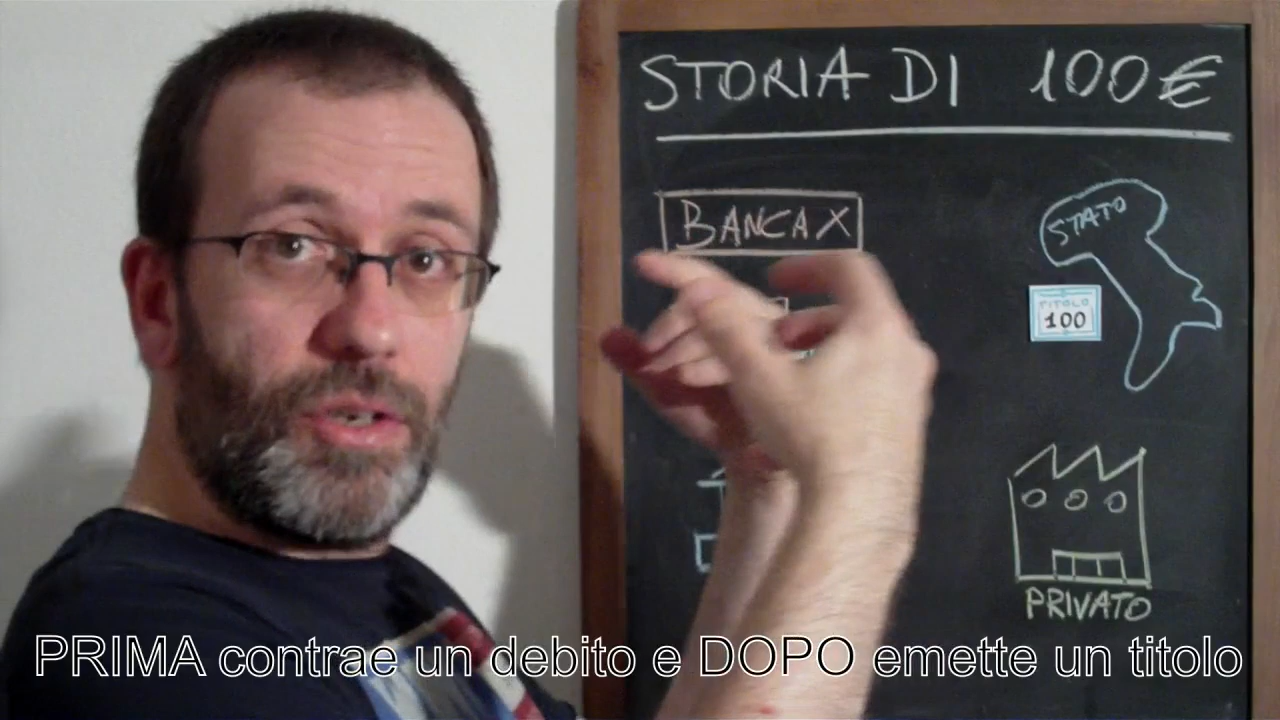 STORIA DI 100€
BANCA X
STATO
TITOLO
100
PRIVATO
PRIMA contrae un debito e DOPO emette un titolo